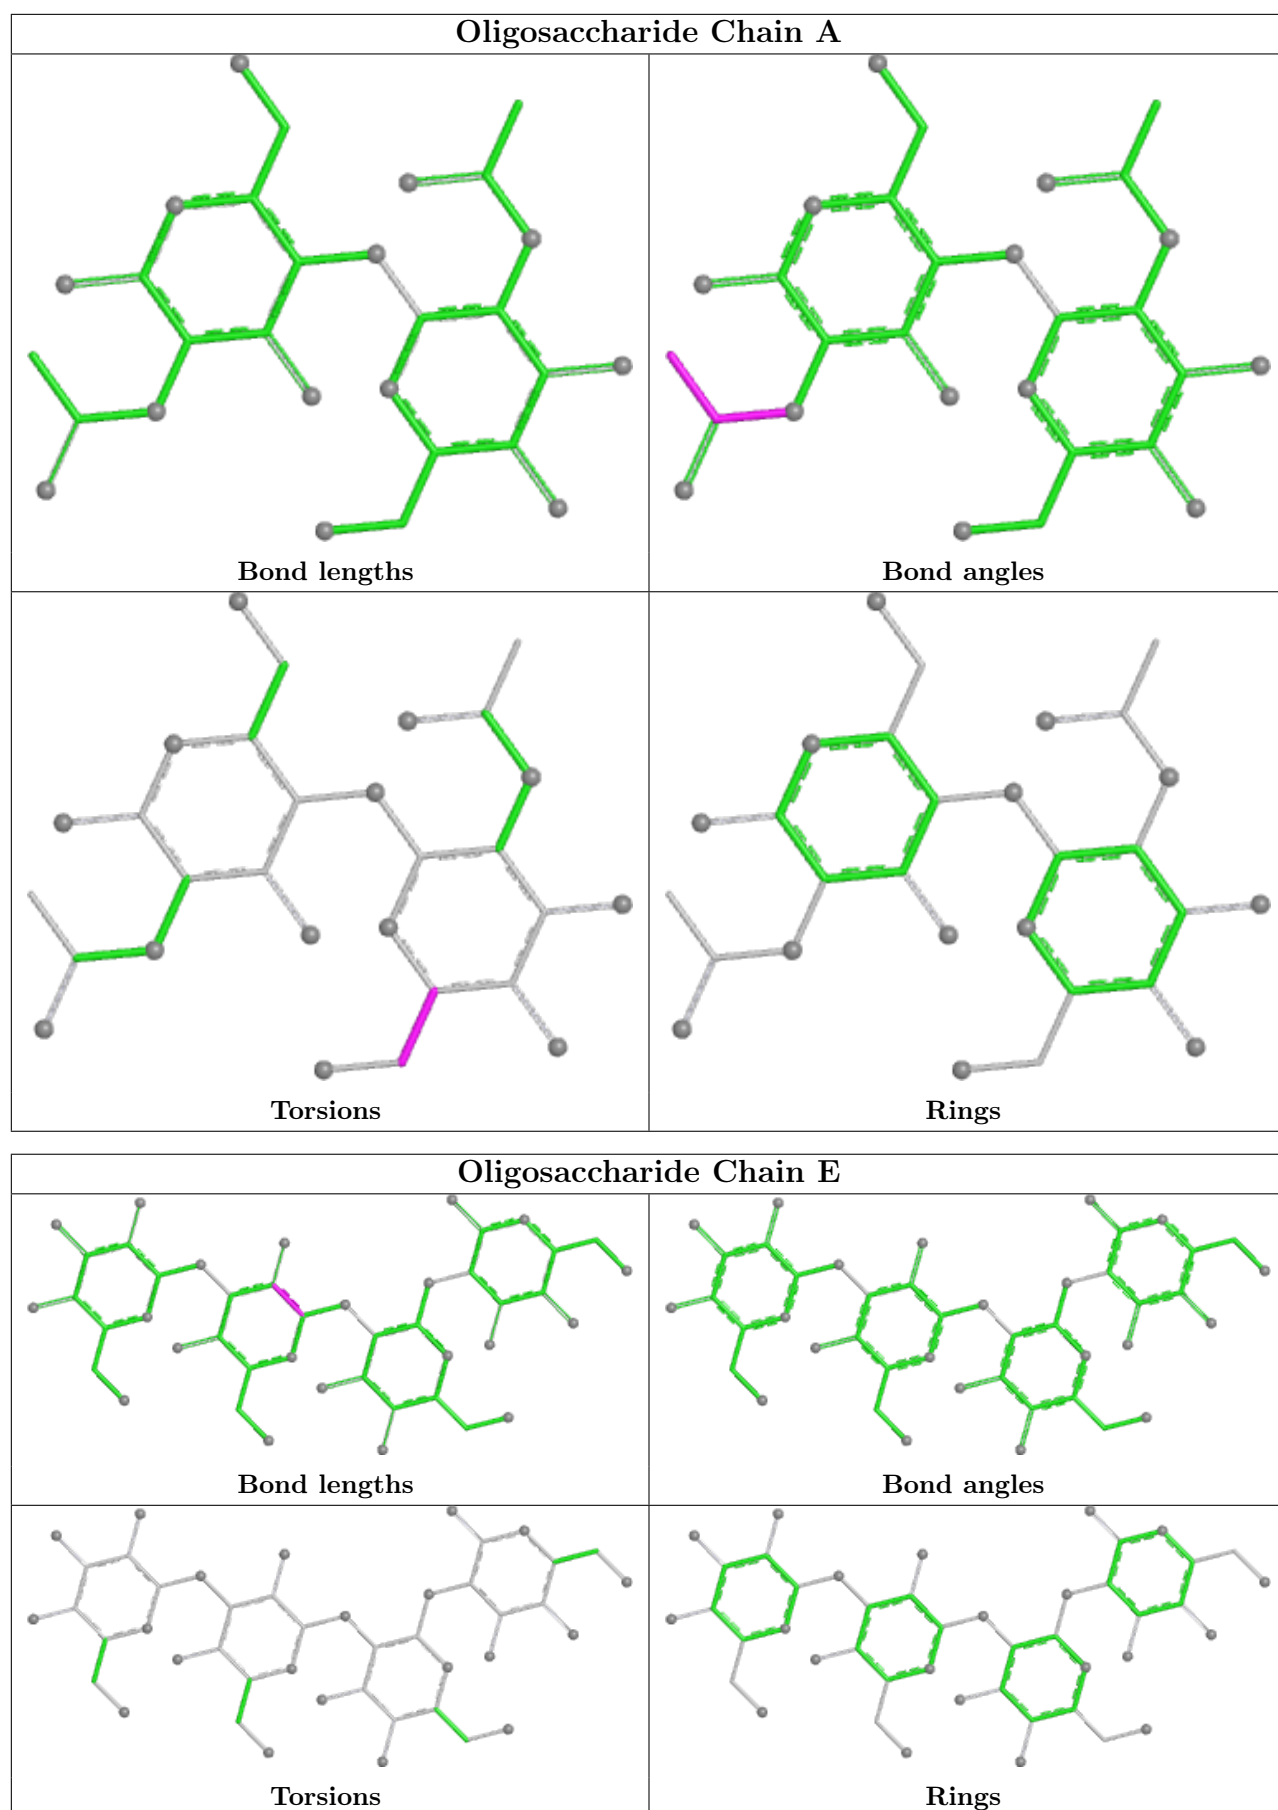 Oligosaccharide Chain A
Bond lengths
Bond angles
Torsions
Rings
Oligosaccharide Chain E
Bond lengths
Bond angles
Torsions
Rings